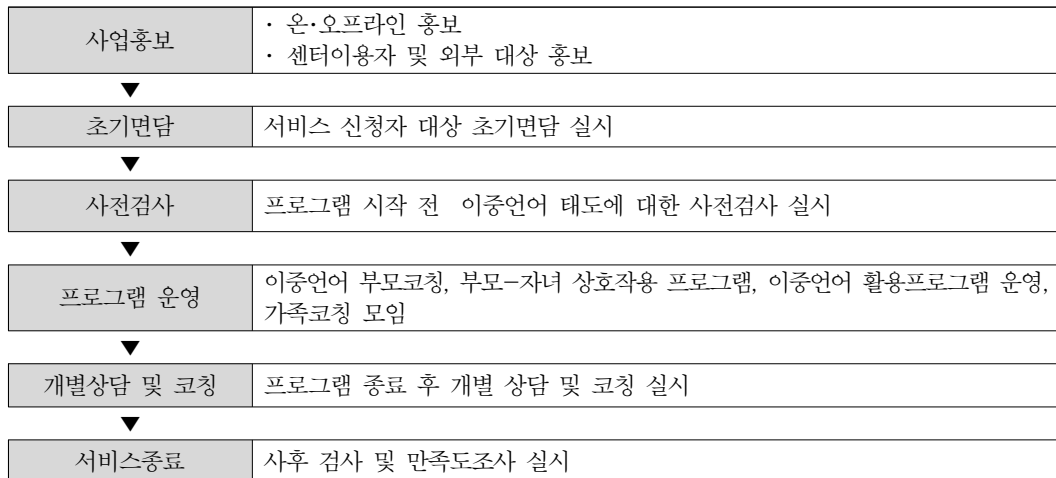 사업홍보
· 온·오프라인 홍보
· 센터이용자 및 외부 대상 홍보
▼
초기면담
서비스 신청자 대상 초기면담 실시
▼
사전검사
프로그램 시작 전 이중언어 태도에 대한 사전검사 실시
▼
프로그램 운영
이중언어 부모코칭, 부모-자녀 상호작용 프로그램, 이중언어 활용프로그램 운영,
가족코칭 모임
▼
개별상담 및 코칭
프로그램 종료 후 개별 상담 및 코칭 실시
▼
서비스종료
사후 검사 및 만족도조사 실시